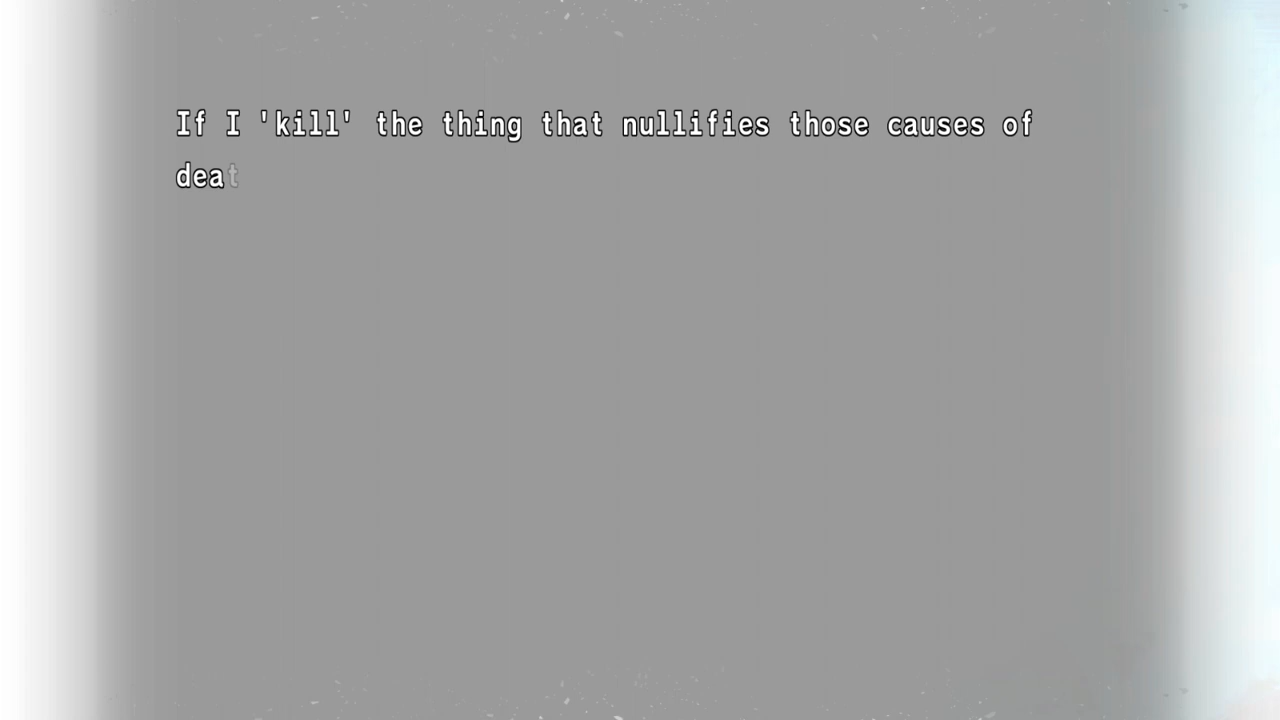 If I 'kill' the thing that nullifies those causes of
deat